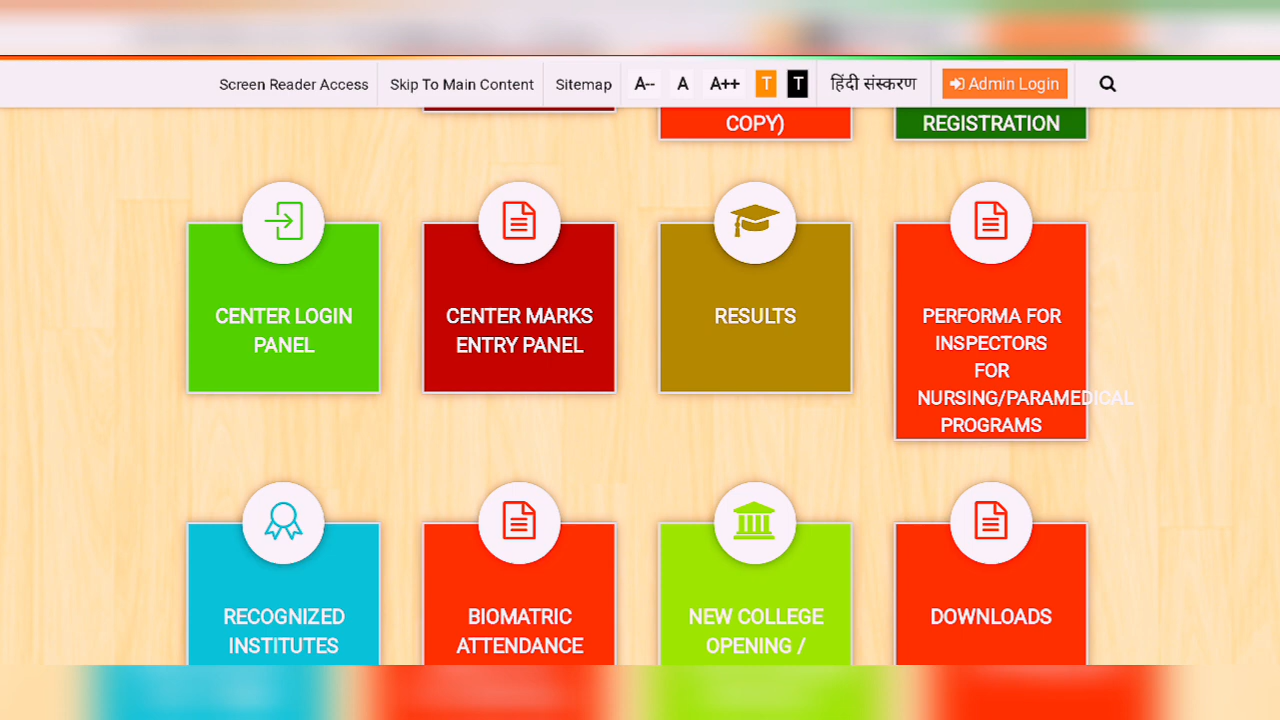 Screen Reader Access Skip To Main Content Sitemap A-- A A++ T T हिंदी संस्करण Admin Login
COPY)
REGISTRATION
CENTER LOGIN
PANEL
CENTER MARKS
ENTRY PANEL
RESULTS
PERFORMA FOR
INSPECTORS
FOR
NURSING/PARAMEDICAL
PROGRAMS
RECOGNIZED
INSTITUTES
BIOMATRIC
ATTENDANCE
NEW COLLEGE
OPENING /
DOWNLOADS